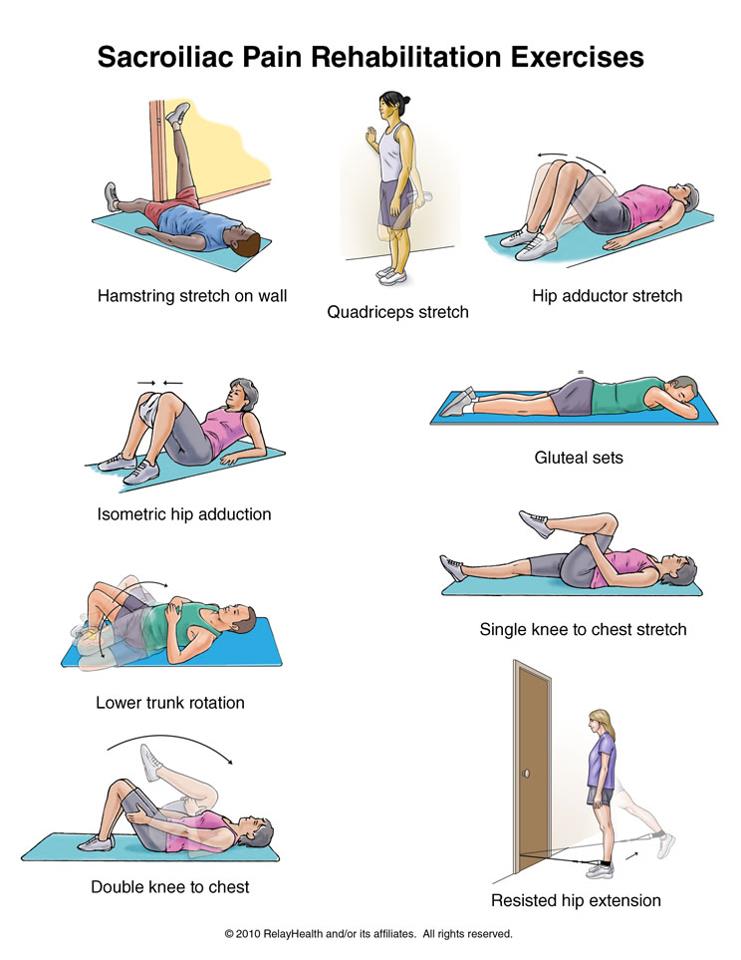 Sacroiliac Pain Rehabilitation Exercises
Hamstring stretch on wall
Quadriceps stretch
Hip adductor stretch
Isometric hip adduction
Gluteal sets
Single knee to chest stretch
Lower trunk rotation
Double knee to chest
Resisted hip extension
© 2010 RelayHealth and/or its affiliates. All rights reserved.